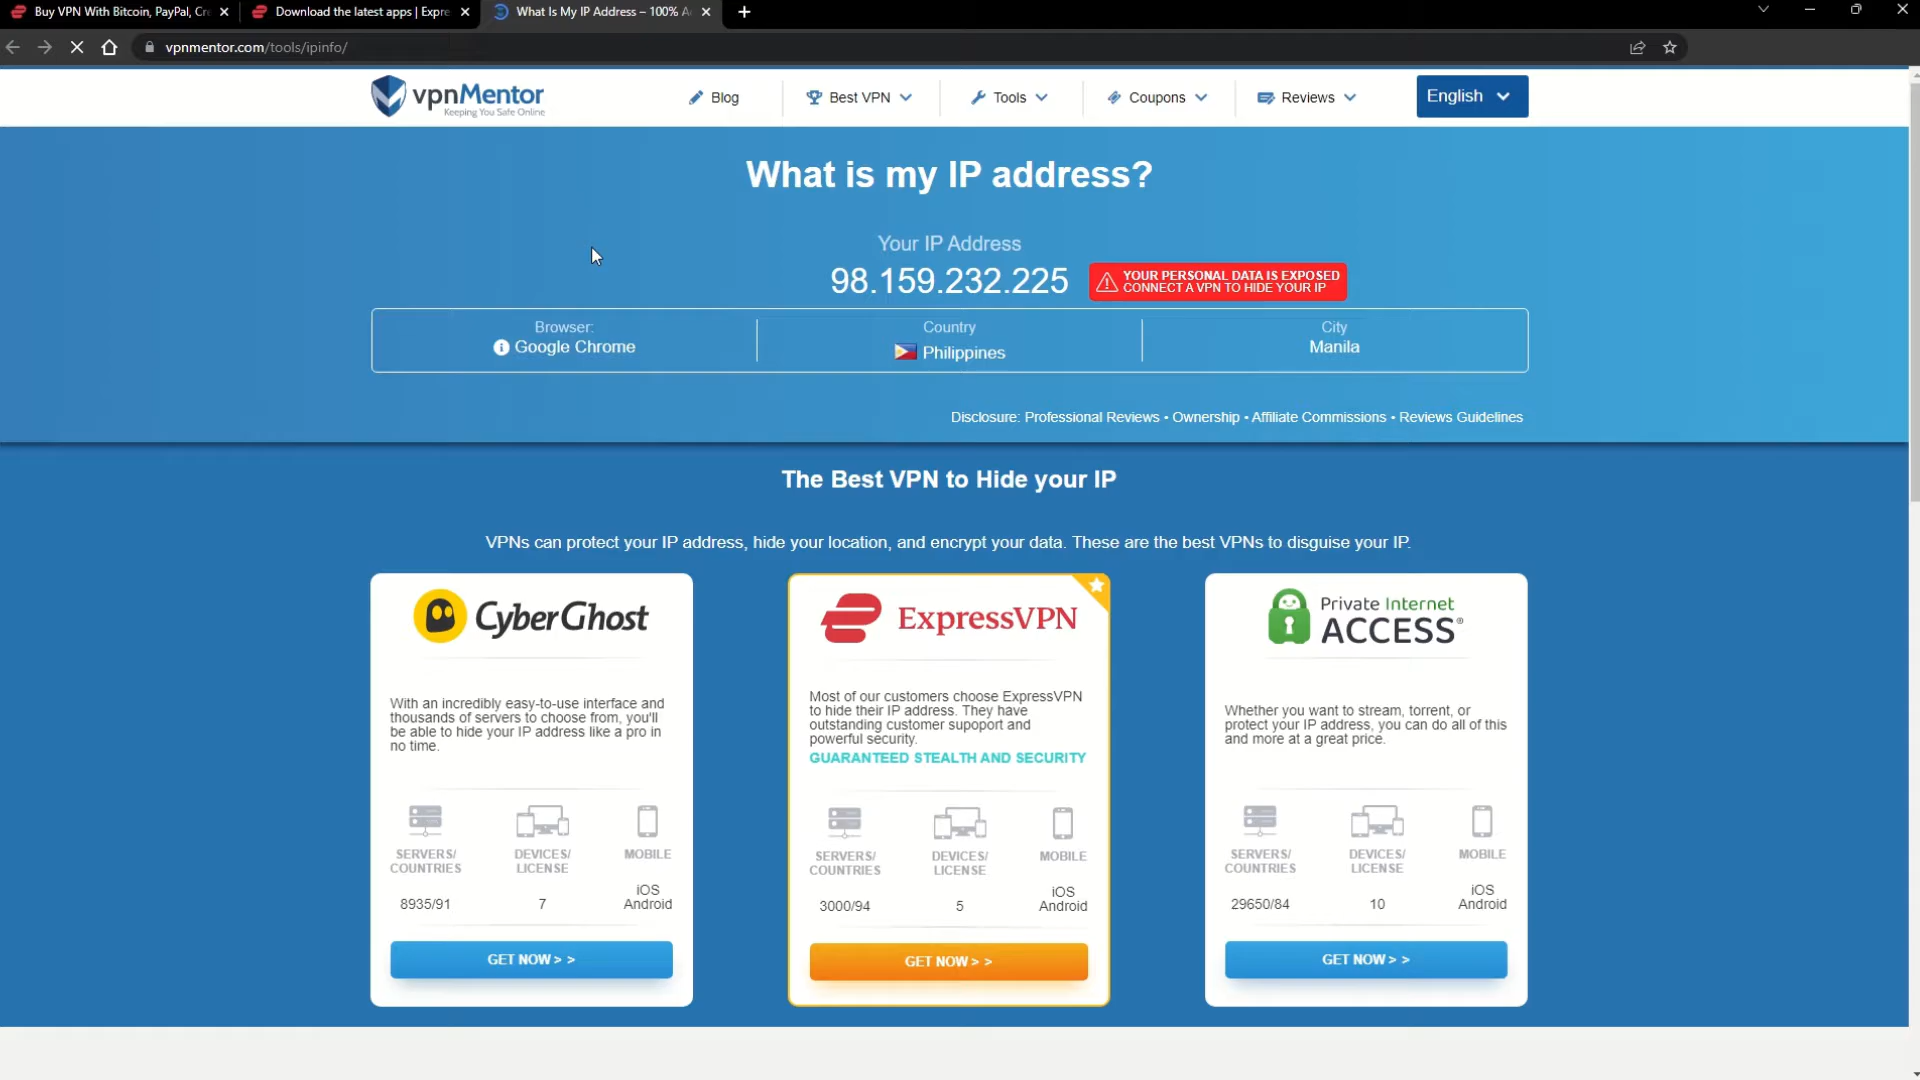 Buy VPN With Bitcoin, PayPal, Cr
Download the latest apps | Expre
What Is My IP Address – 100% A
vpnmentor.com/tools/ipinfo/
vpnMentor
Keeping You Safe Online
Blog
Best VPN
Tools
Coupons
Reviews
English
What is my IP address?
Your IP Address
98.159.232.225
YOUR PERSONAL DATA IS EXPOSED
CONNECT A VPN TO HIDE YOUR IP
Browser:
Google Chrome
Country
Philippines
City
Manila
Disclosure: Professional Reviews • Ownership • Affiliate Commissions • Reviews Guidelines
The Best VPN to Hide your IP
VPNs can protect your IP address, hide your location, and encrypt your data. These are the best VPNs to disguise your IP.
CyberGhost
With an incredibly easy-to-use interface and
thousands of servers to choose from, you'll
be able to hide your IP address like a pro in
no time.
SERVERS/
COUNTRIES
8935/91
DEVICES/
LICENSE
7
MOBILE
iOS
Android
GET NOW > >
ExpressVPN
Most of our customers choose ExpressVPN
to hide their IP address. They have
outstanding customer supoport and
powerful security.
GUARANTEED STEALTH AND SECURITY
SERVERS/
COUNTRIES
3000/94
DEVICES/
LICENSE
5
MOBILE
iOS
Android
GET NOW > >
Private Internet
ACCESS®
Whether you want to stream, torrent, or
protect your IP address, you can do all of this
and more at a great price.
SERVERS/
COUNTRIES
29650/84
DEVICES/
LICENSE
10
MOBILE
iOS
Android
GET NOW > >